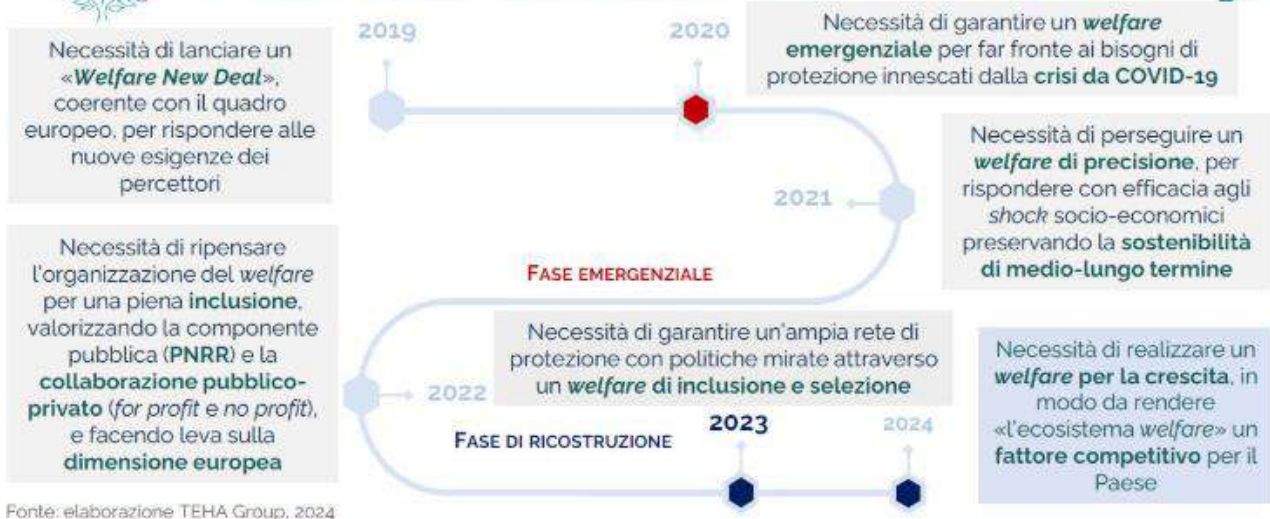 2019
Necessità di lanciare un
«Welfare New Deal»,
coerente con il quadro
europeo, per rispondere alle
nuove esigenze dei
percettori
2020
Necessità di garantire un welfare
emergenziale per far fronte ai bisogni di
protezione innescati dalla crisi da COVID-19
2021
Necessità di perseguire un
welfare di precisione, per
rispondere con efficacia agli
shock socio-economici
preservando la sostenibilità
di medio-lungo termine
FASE EMERGENZIALE
2022
Necessità di ripensare
l'organizzazione del welfare
per una piena inclusione,
valorizzando la componente
pubblica (PNRR) e la
collaborazione pubblico-
privato (for profit e no profit),
e facendo leva sulla
dimensione europea
Necessità di garantire un'ampia rete di
protezione con politiche mirate attraverso
un welfare di inclusione e selezione
FASE DI RICOSTRUZIONE
2023
2024
Necessità di realizzare un
welfare per la crescita, in
modo da rendere
«l'ecosistema welfare» un
fattore competitivo per il
Paese
Fonte: elaborazione TEHA Group, 2024